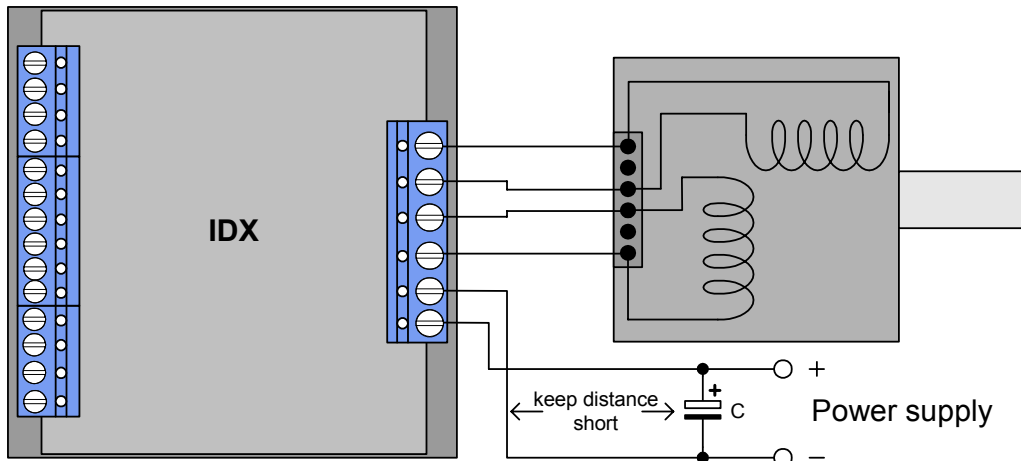 IDX
+
keep distance
short
+
C
Power supply
−